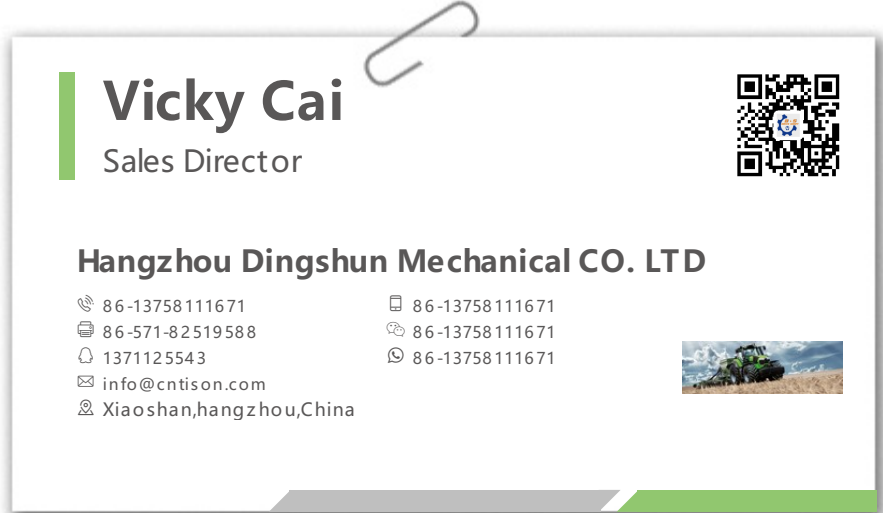 Vicky Cai
Sales Director
Hangzhou Dingshun Mechanical CO. LTD
86-13758111671
86-13758111671
86-571-82519588
86-13758111671
1371125543
86-13758111671
info@cntison.com
Xiaoshan,hangzhou,China